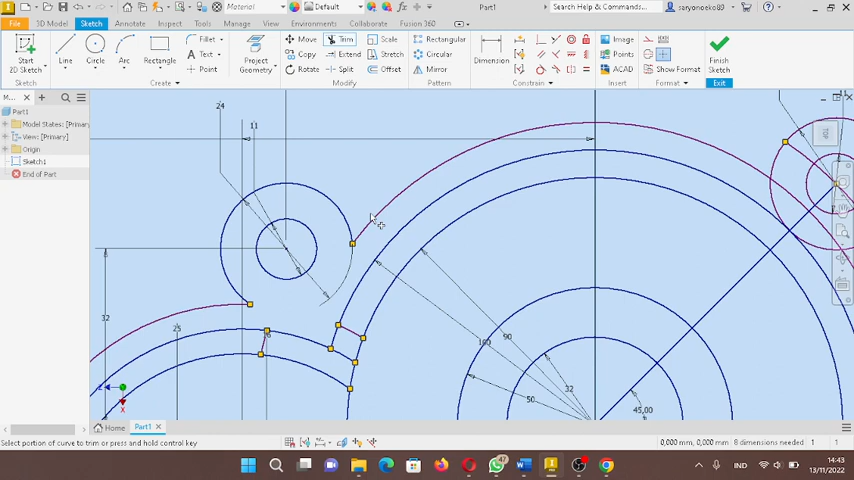 Material
Default
saryonoeko89
Search Help & Commands...
File
3D Model
Sketch
Annotate
Inspect
Tools
Manage
View
Environments
Collaborate
Fusion 360
Start
2D Sketch
Line
Circle
Arc
Rectangle
Fillet
Text
Point
Project
Geometry
Move
Copy
Rotate
Trim
Extend
Split
Scale
Stretch
Offset
Rectangular
Circular
Mirror
Dimension
Image
Points
ACAD
Show Format
Finish
Sketch
Sketch
Create
Modify
Pattern
Constrain
Insert
Format
Exit
M...
Part1
Model States: [Primary]
View: [Primary]
Origin
Sketch1
End of Part
24
11
32
25
6
90
100
50
32
45,00
TOP
X
Home
Part1
Select portion of curve to trim or press and hold control key
0,000 mm, 0,000 mm
8 dimensions needed
1
1
47
IND
14:43
13/11/2022